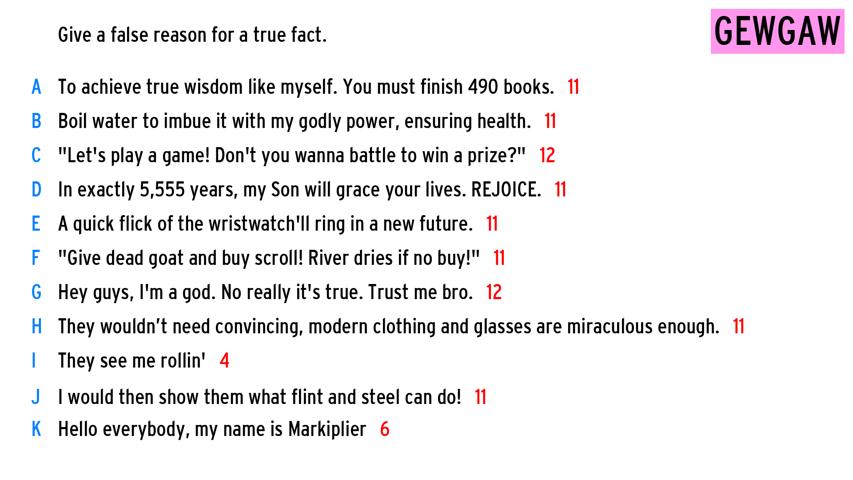 Give a false reason for a true fact.
GEWGAW
A To achieve true wisdom like myself. You must finish 490 books. 11
B Boil water to imbue it with my godly power, ensuring health. 11
C "Let's play a game! Don't you wanna battle to win a prize?" 12
D In exactly 5,555 years, my Son will grace your lives. REJOICE. 11
E A quick flick of the wristwatch'll ring in a new future. 11
F "Give dead goat and buy scroll! River dries if no buy!" 11
G Hey guys, I'm a god. No really it's true. Trust me bro. 12
H They wouldn’t need convincing, modern clothing and glasses are miraculous enough. 11
I They see me rollin' 4
J I would then show them what flint and steel can do! 11
K Hello everybody, my name is Markiplier 6